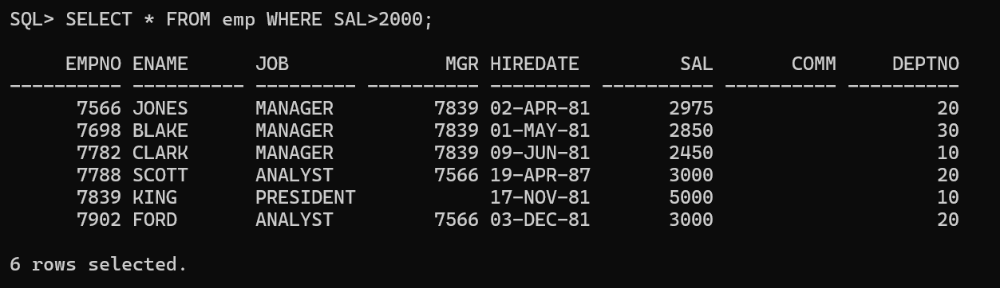 SQL> SELECT * FROM emp WHERE SAL>2000;
     EMPNO ENAME      JOB              MGR HIREDATE         SAL       COMM     DEPTNO
---------- ---------- --------- ---------- --------- ---------- ---------- ----------
      7566 JONES      MANAGER         7839 02-APR-81       2975                    20
      7698 BLAKE      MANAGER         7839 01-MAY-81       2850                    30
      7782 CLARK      MANAGER         7839 09-JUN-81       2450                    10
      7788 SCOTT      ANALYST         7566 19-APR-87       3000                    20
      7839 KING       PRESIDENT            17-NOV-81       5000                    10
      7902 FORD       ANALYST         7566 03-DEC-81       3000                    20
6 rows selected.